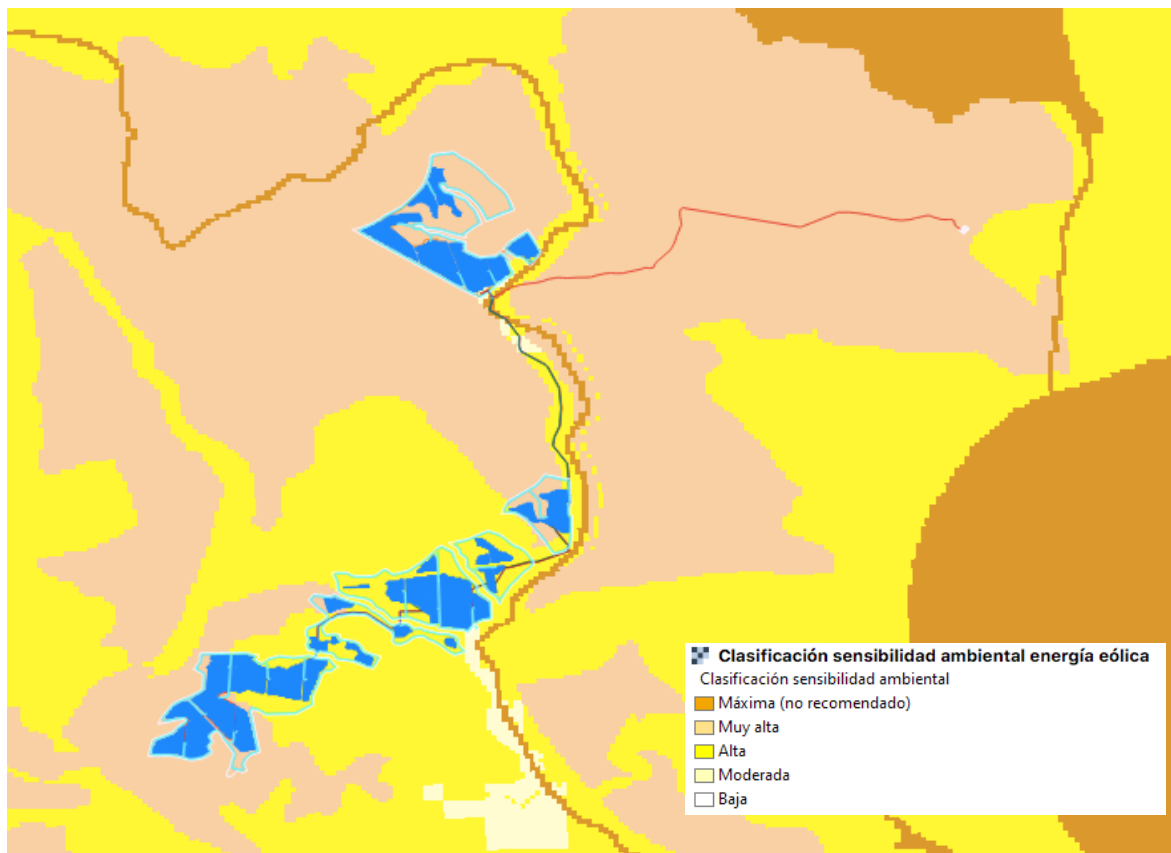 Clasificación sensibilidad ambiental energía eólica
Clasificación sensibilidad ambiental
Máxima (no recomendado)
Muy alta
Alta
Moderada
Baja